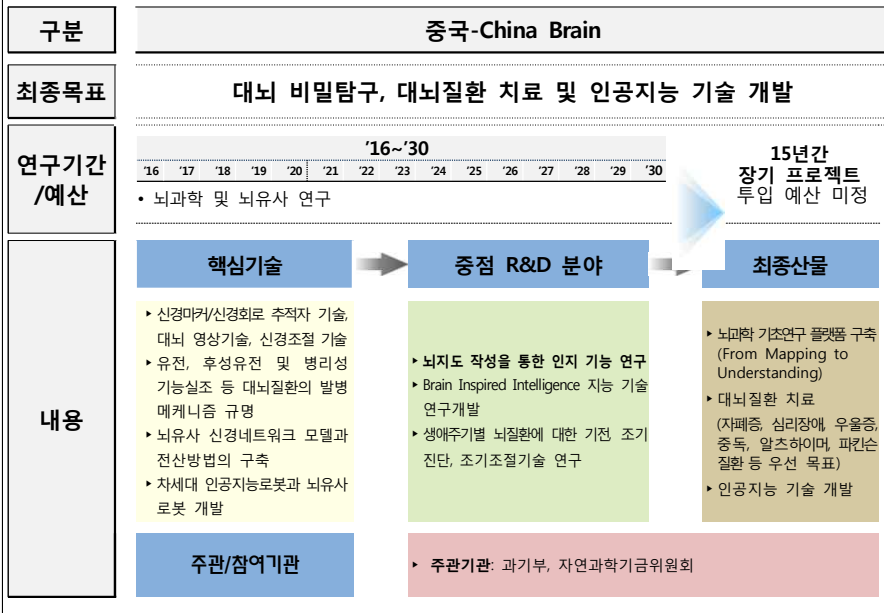 구분
중국-China Brain
최종목표
대뇌 비밀탐구, 대뇌질환 치료 및 인공지능 기술 개발
연구기간
/예산
'16~'30
'16 '17 '18 '19 '20 '21 '22 '23 '24 '25 '26 '27 '28 '29 '30
• 뇌과학 및 뇌유사 연구
15년간
장기 프로젝트
투입 예산 미정
내용
핵심기술
▸ 신경마커/신경회로 추적자 기술,
대뇌 영상기술, 신경조절 기술
▸ 유전, 후성유전 및 병리성
기능실조 등 대뇌질환의 발병
메케니즘 규명
▸ 뇌유사 신경네트워크 모델과
전산방법의 구축
▸ 차세대 인공지능로봇과 뇌유사
로봇 개발
중점 R&D 분야
▸ 뇌지도 작성을 통한 인지 기능 연구
▸ Brain Inspired Intelligence 지능 기술
연구개발
▸ 생애주기별 뇌질환에 대한 기전, 조기
진단, 조기조절기술 연구
최종산물
▸ 뇌과학 기초연구 플랫폼 구축
(From Mapping to
Understanding)
▸ 대뇌질환 치료
(자폐증, 심리장애, 우울증,
중독, 알츠하이머, 파킨슨
질환 등 우선 목표)
▸ 인공지능 기술 개발
주관/참여기관
▸ 주관기관: 과기부, 자연과학기금위원회